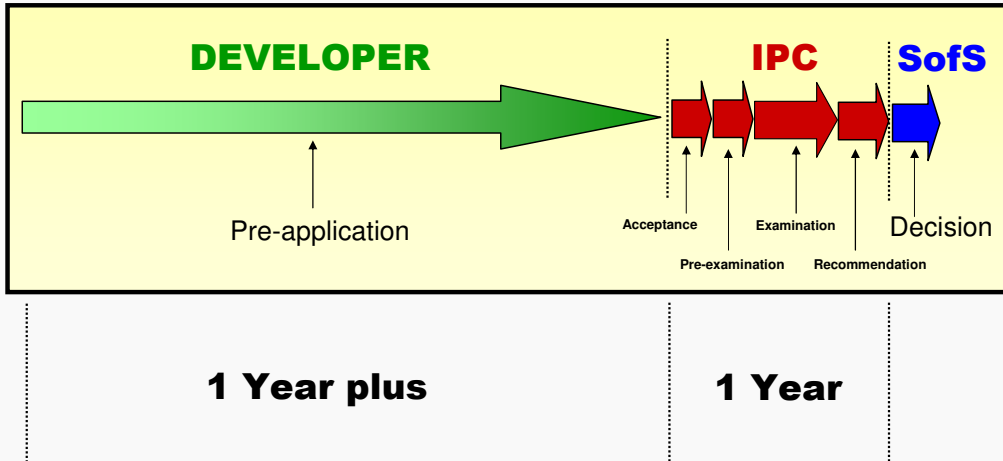 DEVELOPER
IPC
SofS
Pre-application
Acceptance
Examination
Decision
Pre-examination
Recommendation
1 Year plus
1 Year